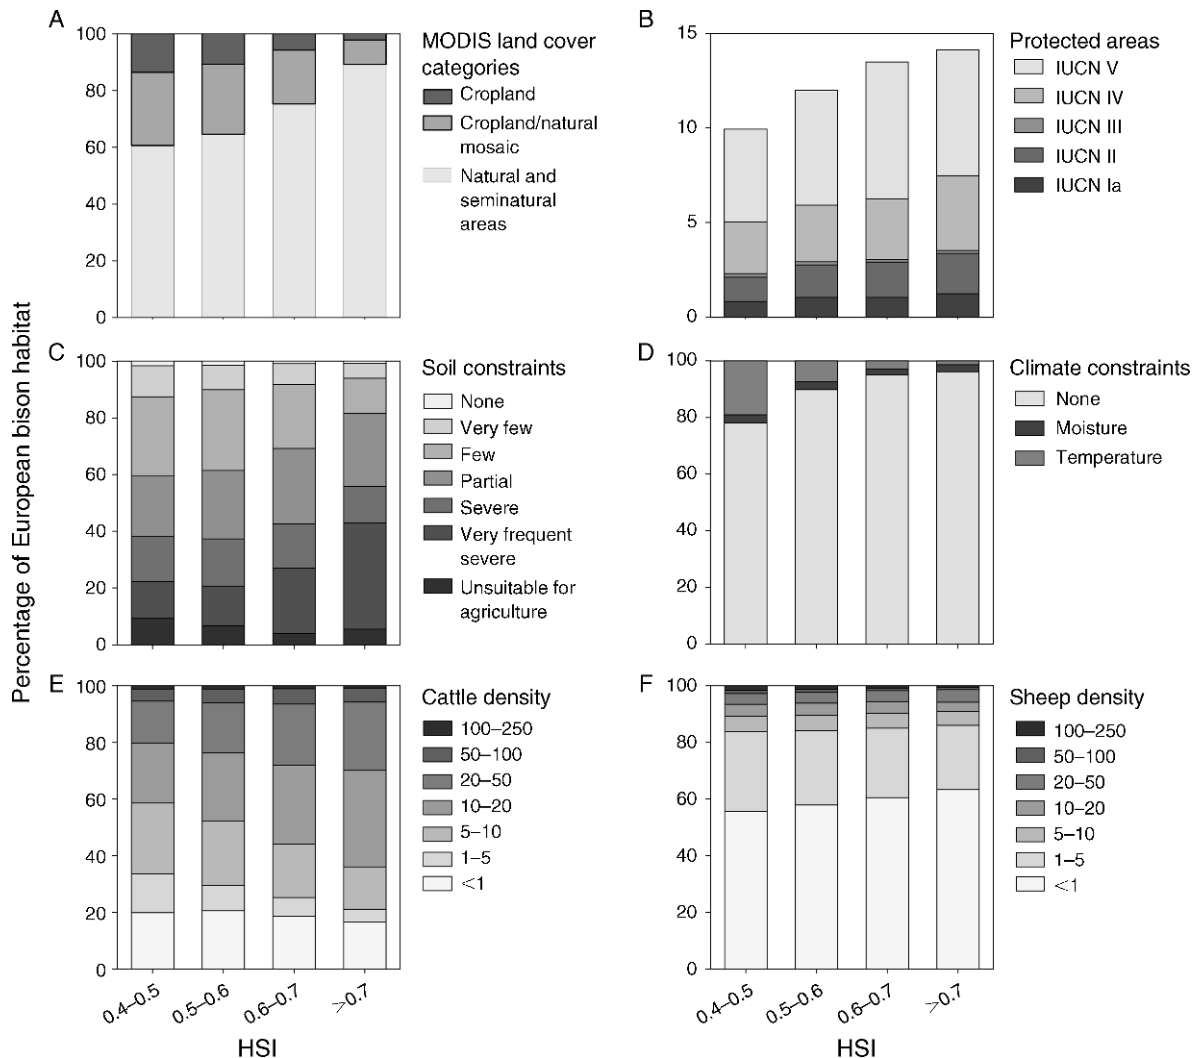 A
100
80
60
40
20
0
MODIS land cover
categories
Cropland
Cropland/natural
mosaic
Natural and
seminatural
areas
B
15
10
5
0
Protected areas
IUCN V
IUCN IV
IUCN III
IUCN II
IUCN Ia
Percentage of European bison habitat
C
100
80
60
40
20
0
Soil constraints
None
Very few
Few
Partial
Severe
Very frequent
severe
Unsuitable for
agriculture
D
100
80
60
40
20
0
Climate constraints
None
Moisture
Temperature
E
100
80
60
40
20
0
Cattle density
100–250
50–100
20–50
10–20
5–10
1–5
<1
0.4–0.5
0.5–0.6
0.6–0.7
>0.7
HSI
F
100
80
60
40
20
0
Sheep density
100–250
50–100
20–50
10–20
5–10
1–5
<1
0.4–0.5
0.5–0.6
0.6–0.7
>0.7
HSI